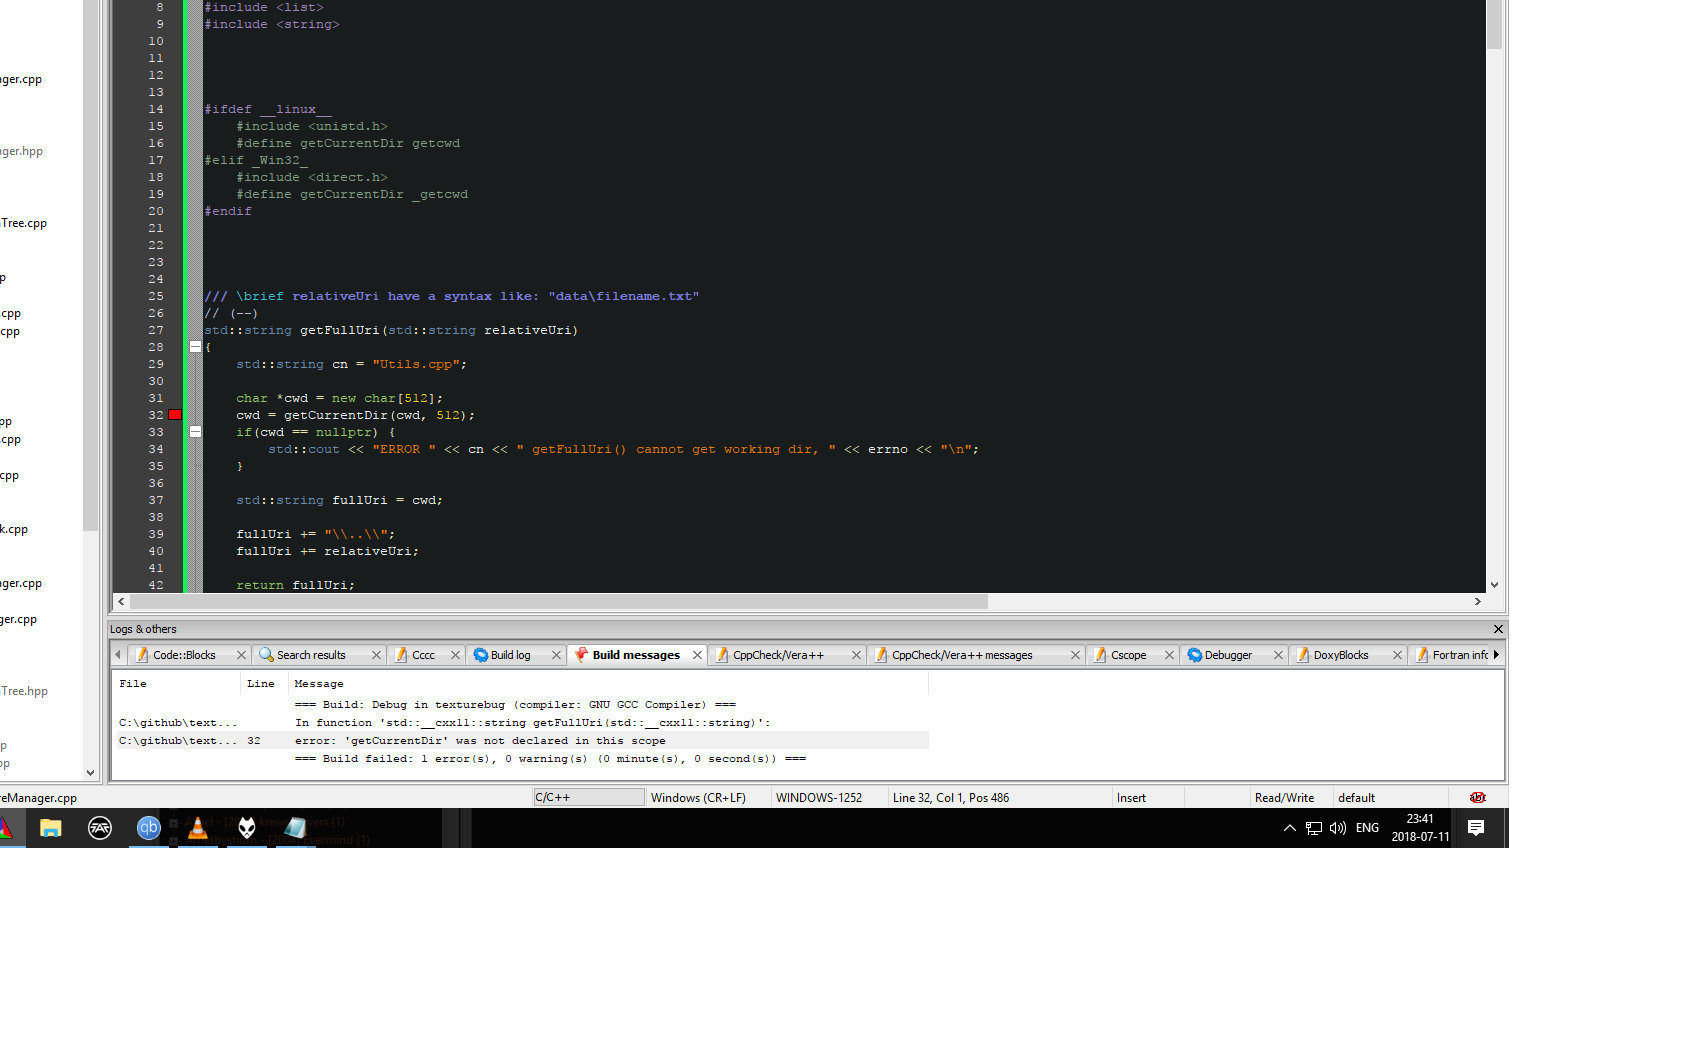 8 #include <list>
9 #include <string>
10
11
12
13
14 #ifdef __linux__
15 #include <unistd.h>
16 #define getCurrentDir getcwd
17 #elif _Win32_
18 #include <direct.h>
19 #define getCurrentDir _getcwd
20 #endif
21
22
23
24
25 /// \brief relativeUri have a syntax like: "data\filename.txt"
26 // (--)
27 std::string getFullUri(std::string relativeUri)
28 {
29 std::string cn = "Utils.cpp";
30
31 char *cwd = new char[512];
32 cwd = getCurrentDir(cwd, 512);
33 if(cwd == nullptr) {
34 std::cout << "ERROR " << cn << " getFullUri() cannot get working dir, " << errno << "\n";
35 }
36
37 std::string fullUri = cwd;
38
39 fullUri += "\\..\\";
40 fullUri += relativeUri;
41
42 return fullUri;
ager.cpp
ager.hpp
Tree.cpp
p
.cpp
cpp
pp
.cpp
cpp
k.cpp
ager.cpp
ger.cpp
Tree.hpp
p
pp
Logs & others
Code::Blocks Search results Cccc Build log Build messages CppCheck/Vera++ CppCheck/Vera++ messages Cscope Debugger DoxyBlocks Fortran info
File Line Message
=== Build: Debug in texturebug (compiler: GNU GCC Compiler) ===
C:\github\text... In function 'std::__cxx11::string getFullUri(std::__cxx11::string)':
C:\github\text... 32 error: 'getCurrentDir' was not declared in this scope
=== Build failed: 1 error(s), 0 warning(s) (0 minute(s), 0 second(s)) ===
reManager.cpp C/C++ Windows (CR+LF) WINDOWS-1252 Line 32, Col 1, Pos 486 Insert Read/Write default abc
EA qb ENG 23:41
2018-07-11